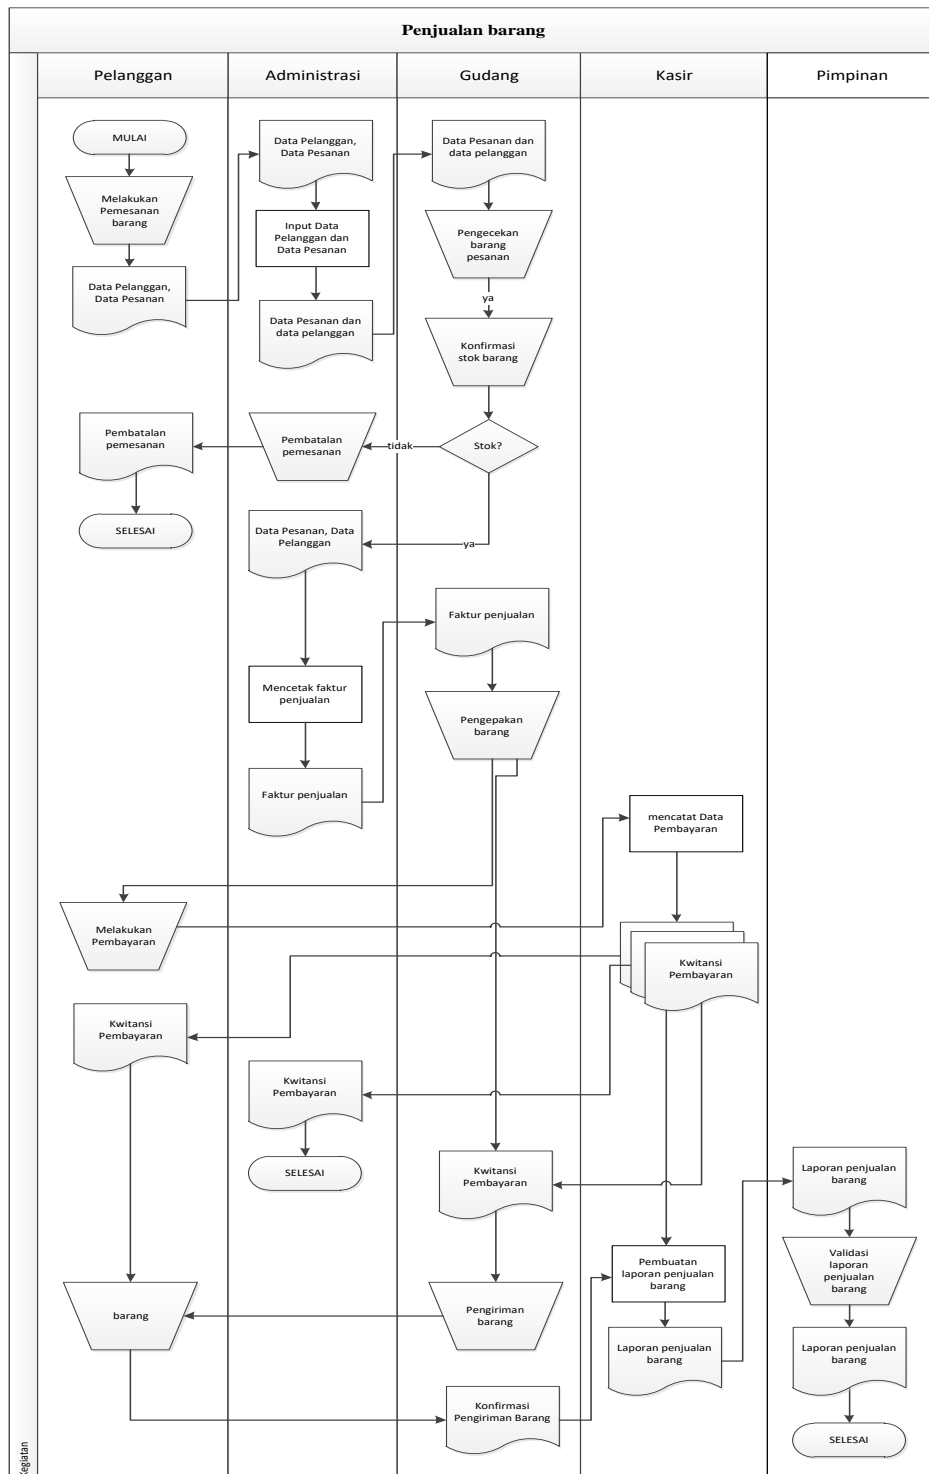 Penjualan barang
Pelanggan
Administrasi
Gudang
Kasir
Pimpinan
MULAI
Melakukan
Pemesanan
barang
Data Pelanggan,
Data Pesanan
Data Pelanggan,
Data Pesanan
Input Data
Pelanggan dan
Data Pesanan
Data Pesanan dan
data pelanggan
Data Pesanan dan
data pelanggan
Pengecekan
barang
pesanan
ya
Konfirmasi
stok barang
Stok?
tidak
Pembatalan
pemesanan
Pembatalan
pemesanan
SELESAI
ya
Data Pesanan, Data
Pelanggan
Mencetak faktur
penjualan
Faktur penjualan
Faktur penjualan
Pengepakan
barang
Melakukan
Pembayaran
mencatat Data
Pembayaran
Kwitansi
Pembayaran
Kwitansi
Pembayaran
Kwitansi
Pembayaran
SELESAI
Kwitansi
Pembayaran
Pengiriman
barang
barang
Konfirmasi
Pengiriman Barang
Pembuatan
laporan penjualan
barang
Laporan penjualan
barang
Laporan penjualan
barang
Validasi
laporan
penjualan
barang
Laporan penjualan
barang
SELESAI
Kegiatan